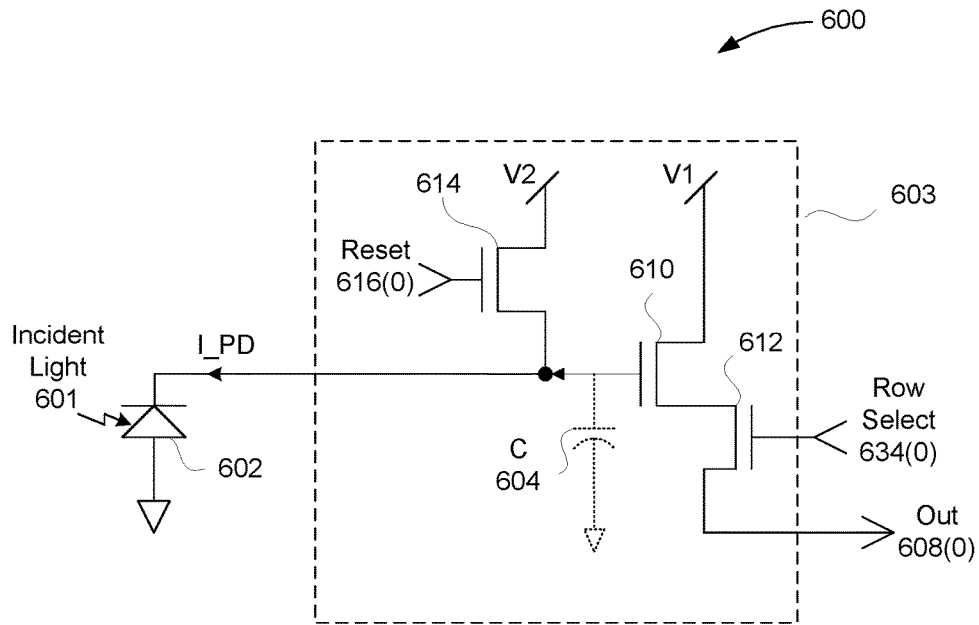 600
V2
V1
614
603
Reset
616(0)
610
Incident
Light
601
I_PD
612
Row
Select
634(0)
C
604
602
Out
608(0)